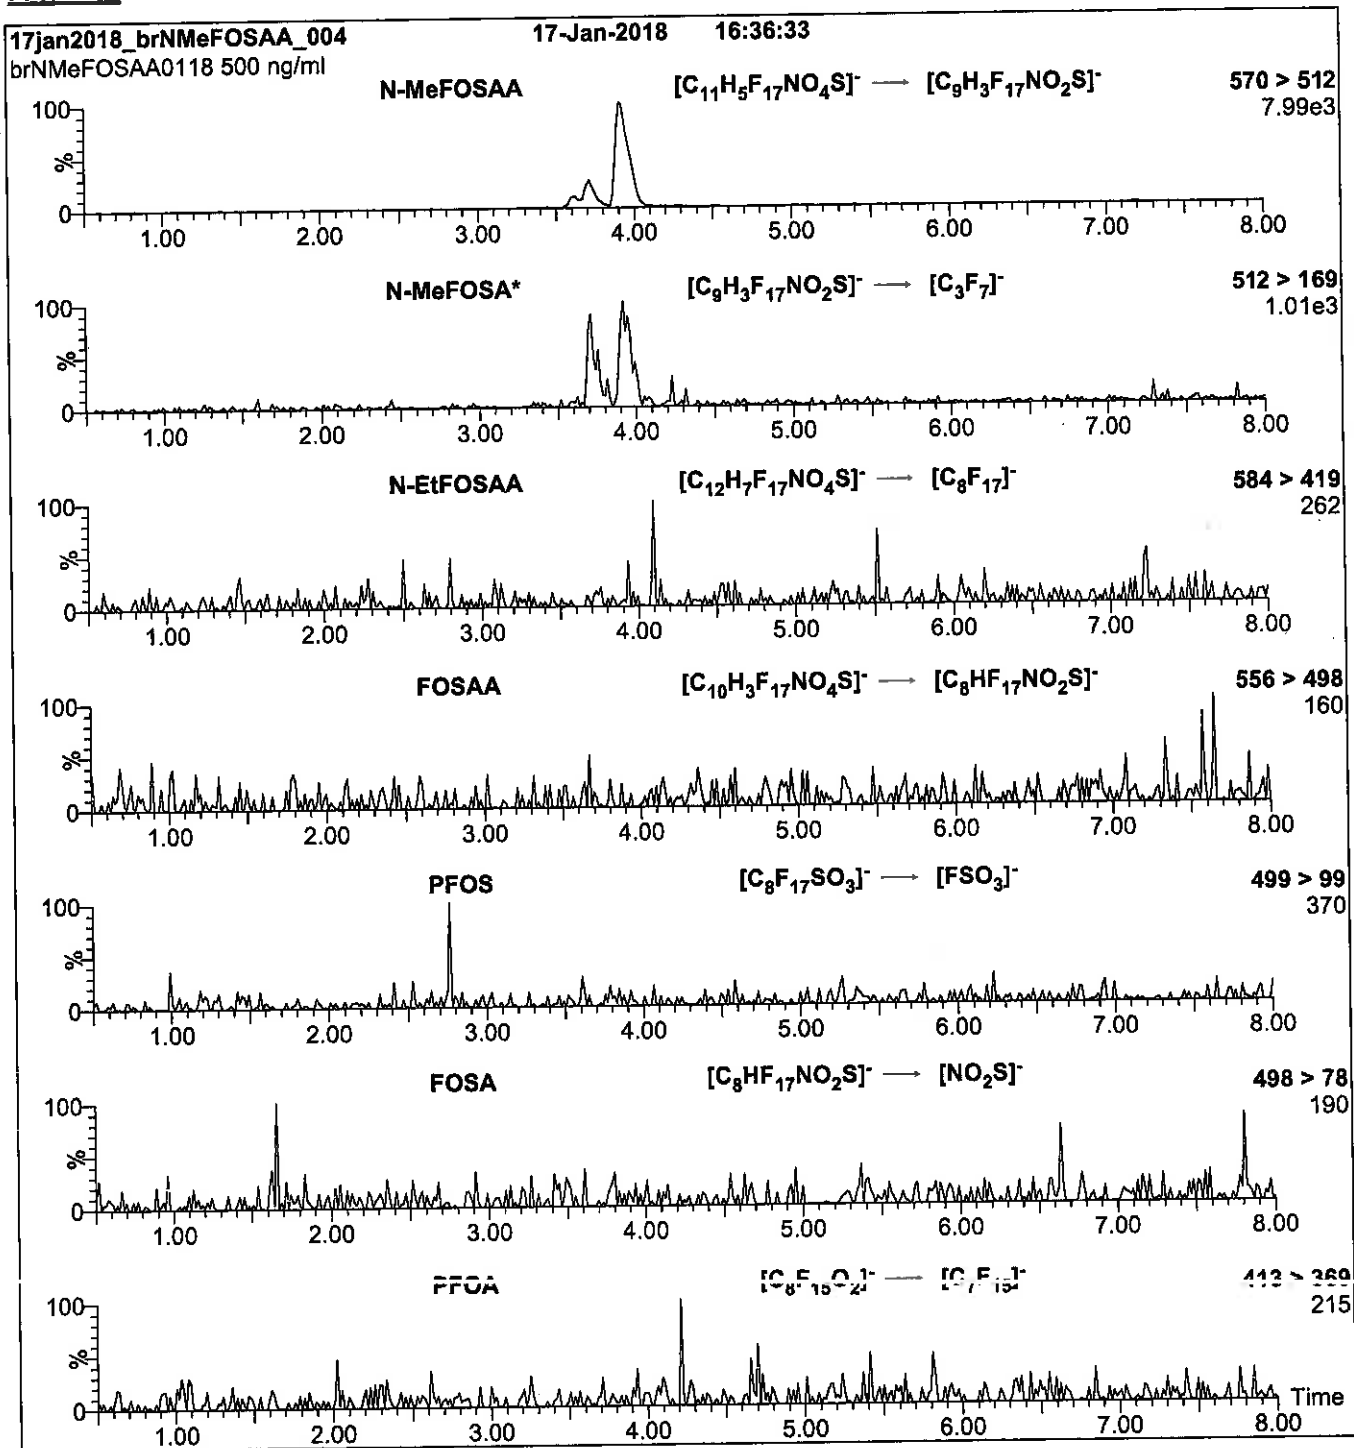 17jan2018_brNMeFOSAA_004 17-Jan-2018 16:36:33
brNMeFOSAA0118 500 ng/ml
N-MeFOSAA [C11H5F17NO4S]- → [C9H3F17NO2S]- 570 > 512
7.99e3
100
%
0
1.00 2.00 3.00 4.00 5.00 6.00 7.00 8.00
N-MeFOSA* [C9H3F17NO2S]- → [C3F7]- 512 > 169
1.01e3
100
%
0
1.00 2.00 3.00 4.00 5.00 6.00 7.00 8.00
N-EtFOSAA [C12H7F17NO4S]- → [C8F17]- 584 > 419
262
100
%
0
1.00 2.00 3.00 4.00 5.00 6.00 7.00 8.00
FOSAA [C10H3F17NO4S]- → [C8HF17NO2S]- 556 > 498
160
100
%
0
1.00 2.00 3.00 4.00 5.00 6.00 7.00 8.00
PFOS [C8F17SO3]- → [FSO3]- 499 > 99
370
100
%
0
1.00 2.00 3.00 4.00 5.00 6.00 7.00 8.00
FOSA [C8HF17NO2S]- → [NO2S]- 498 > 78
190
100
%
0
1.00 2.00 3.00 4.00 5.00 6.00 7.00 8.00
PFOA [C8F15O2]- → [C7F15]- 413 > 369
215
100
%
0 Time
1.00 2.00 3.00 4.00 5.00 6.00 7.00 8.00